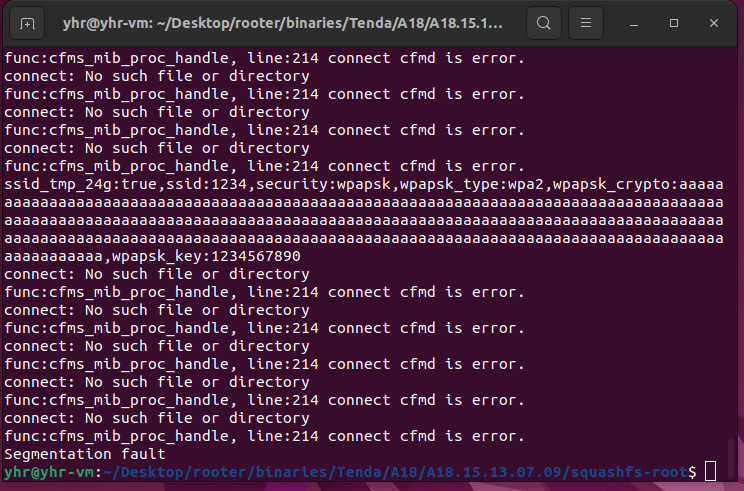 yhr@yhr-vm: ~/Desktop/rooter/binaries/Tenda/A18/A18.15.1...
func:cfms_mib_proc_handle, line:214 connect cfmd is error.
connect: No such file or directory
func:cfms_mib_proc_handle, line:214 connect cfmd is error.
connect: No such file or directory
func:cfms_mib_proc_handle, line:214 connect cfmd is error.
connect: No such file or directory
func:cfms_mib_proc_handle, line:214 connect cfmd is error.
ssid_tmp_24g:true,ssid:1234,security:wpapsk,wpapsk_type:wpa2,wpapsk_crypto:aaaaa
aaaaaaaaaaaaaaaaaaaaaaaaaaaaaaaaaaaaaaaaaaaaaaaaaaaaaaaaaaaaaaaaaaaaaaaaaaaaaaaa
aaaaaaaaaaaaaaaaaaaaaaaaaaaaaaaaaaaaaaaaaaaaaaaaaaaaaaaaaaaaaaaaaaaaaaaaaaaaaaaa
aaaaaaaaaaaaaaaaaaaaaaaaaaaaaaaaaaaaaaaaaaaaaaaaaaaaaaaaaaaaaaaaaaaaaaaaaaaaaaaa
aaaaaaaaaaa,wpapsk_key:1234567890
connect: No such file or directory
func:cfms_mib_proc_handle, line:214 connect cfmd is error.
connect: No such file or directory
func:cfms_mib_proc_handle, line:214 connect cfmd is error.
connect: No such file or directory
func:cfms_mib_proc_handle, line:214 connect cfmd is error.
connect: No such file or directory
func:cfms_mib_proc_handle, line:214 connect cfmd is error.
connect: No such file or directory
func:cfms_mib_proc_handle, line:214 connect cfmd is error.
Segmentation fault
yhr@yhr-vm:~/Desktop/rooter/binaries/Tenda/A18/A18.15.13.07.09/squashfs-root$